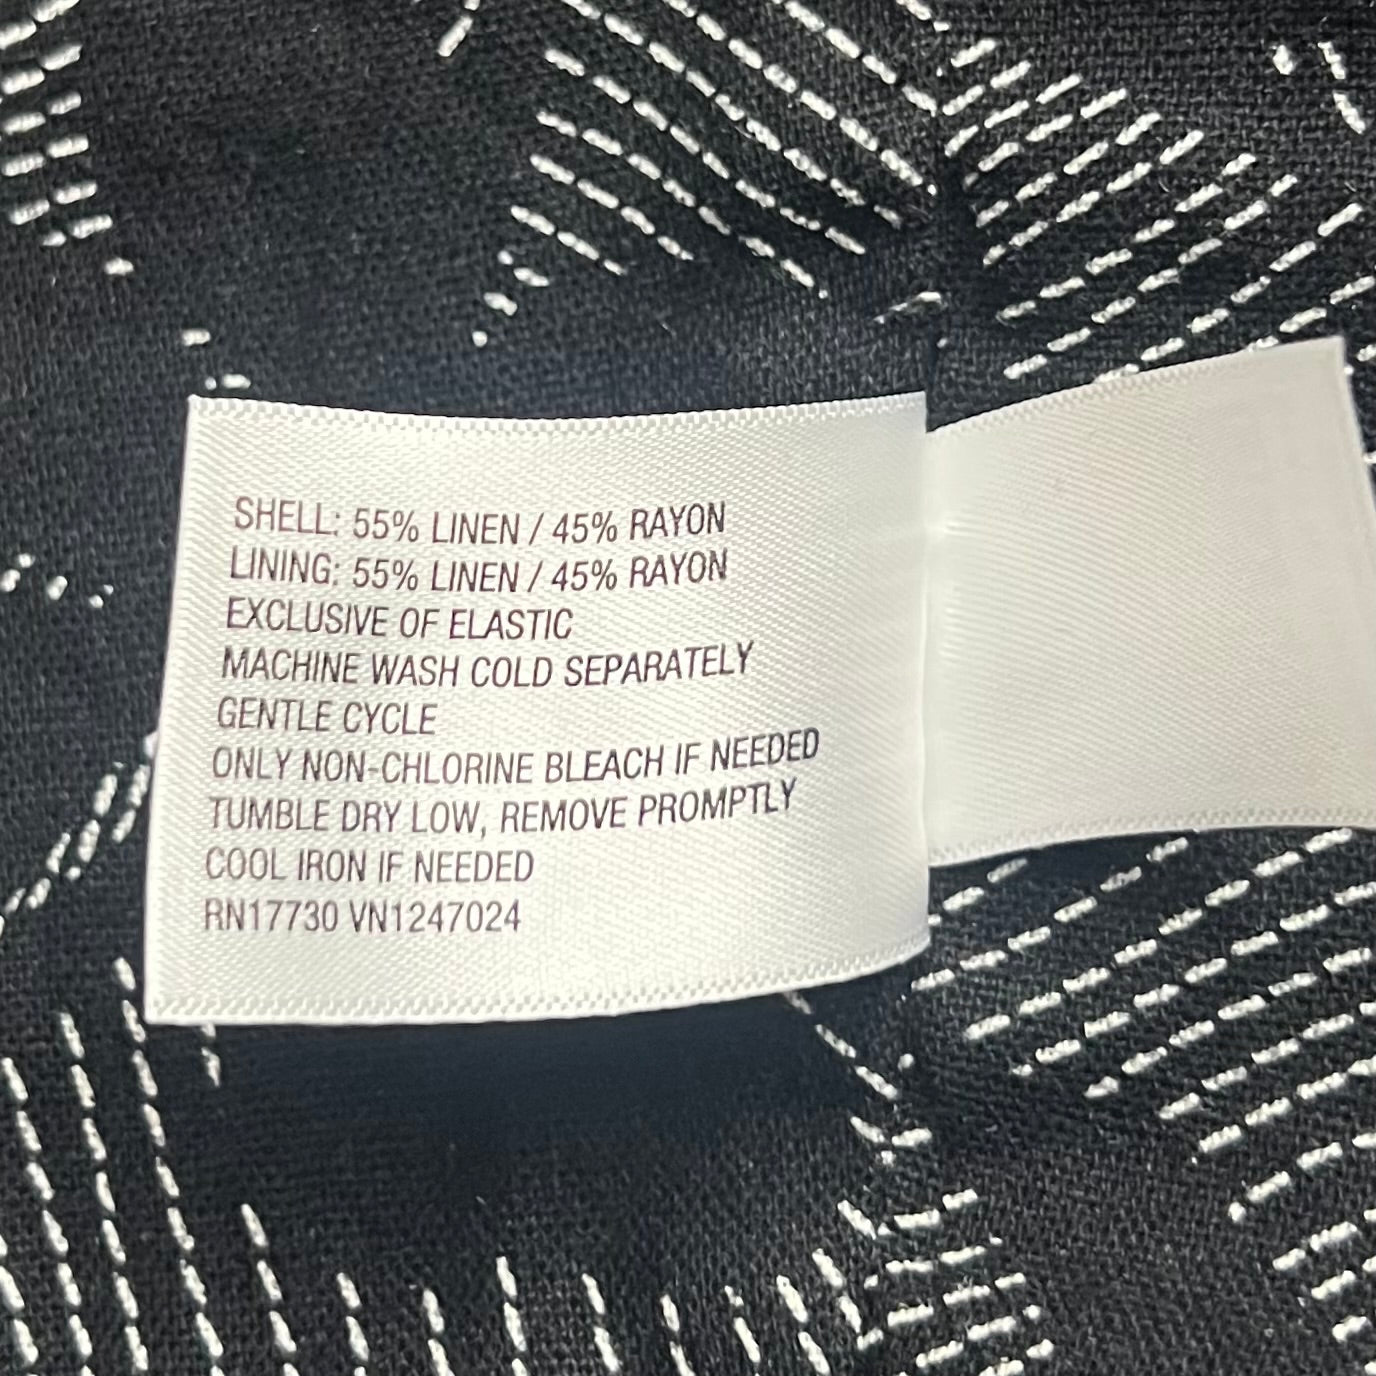 SHELL: 55% LINEN / 45% RAYON
LINING: 55% LINEN / 45% RAYON
EXCLUSIVE OF ELASTIC
MACHINE WASH COLD SEPARATELY
GENTLE CYCLE
ONLY NON-CHLORINE BLEACH IF NEEDED
TUMBLE DRY LOW, REMOVE PROMPTLY
COOL IRON IF NEEDED
RN17730 VN1247024